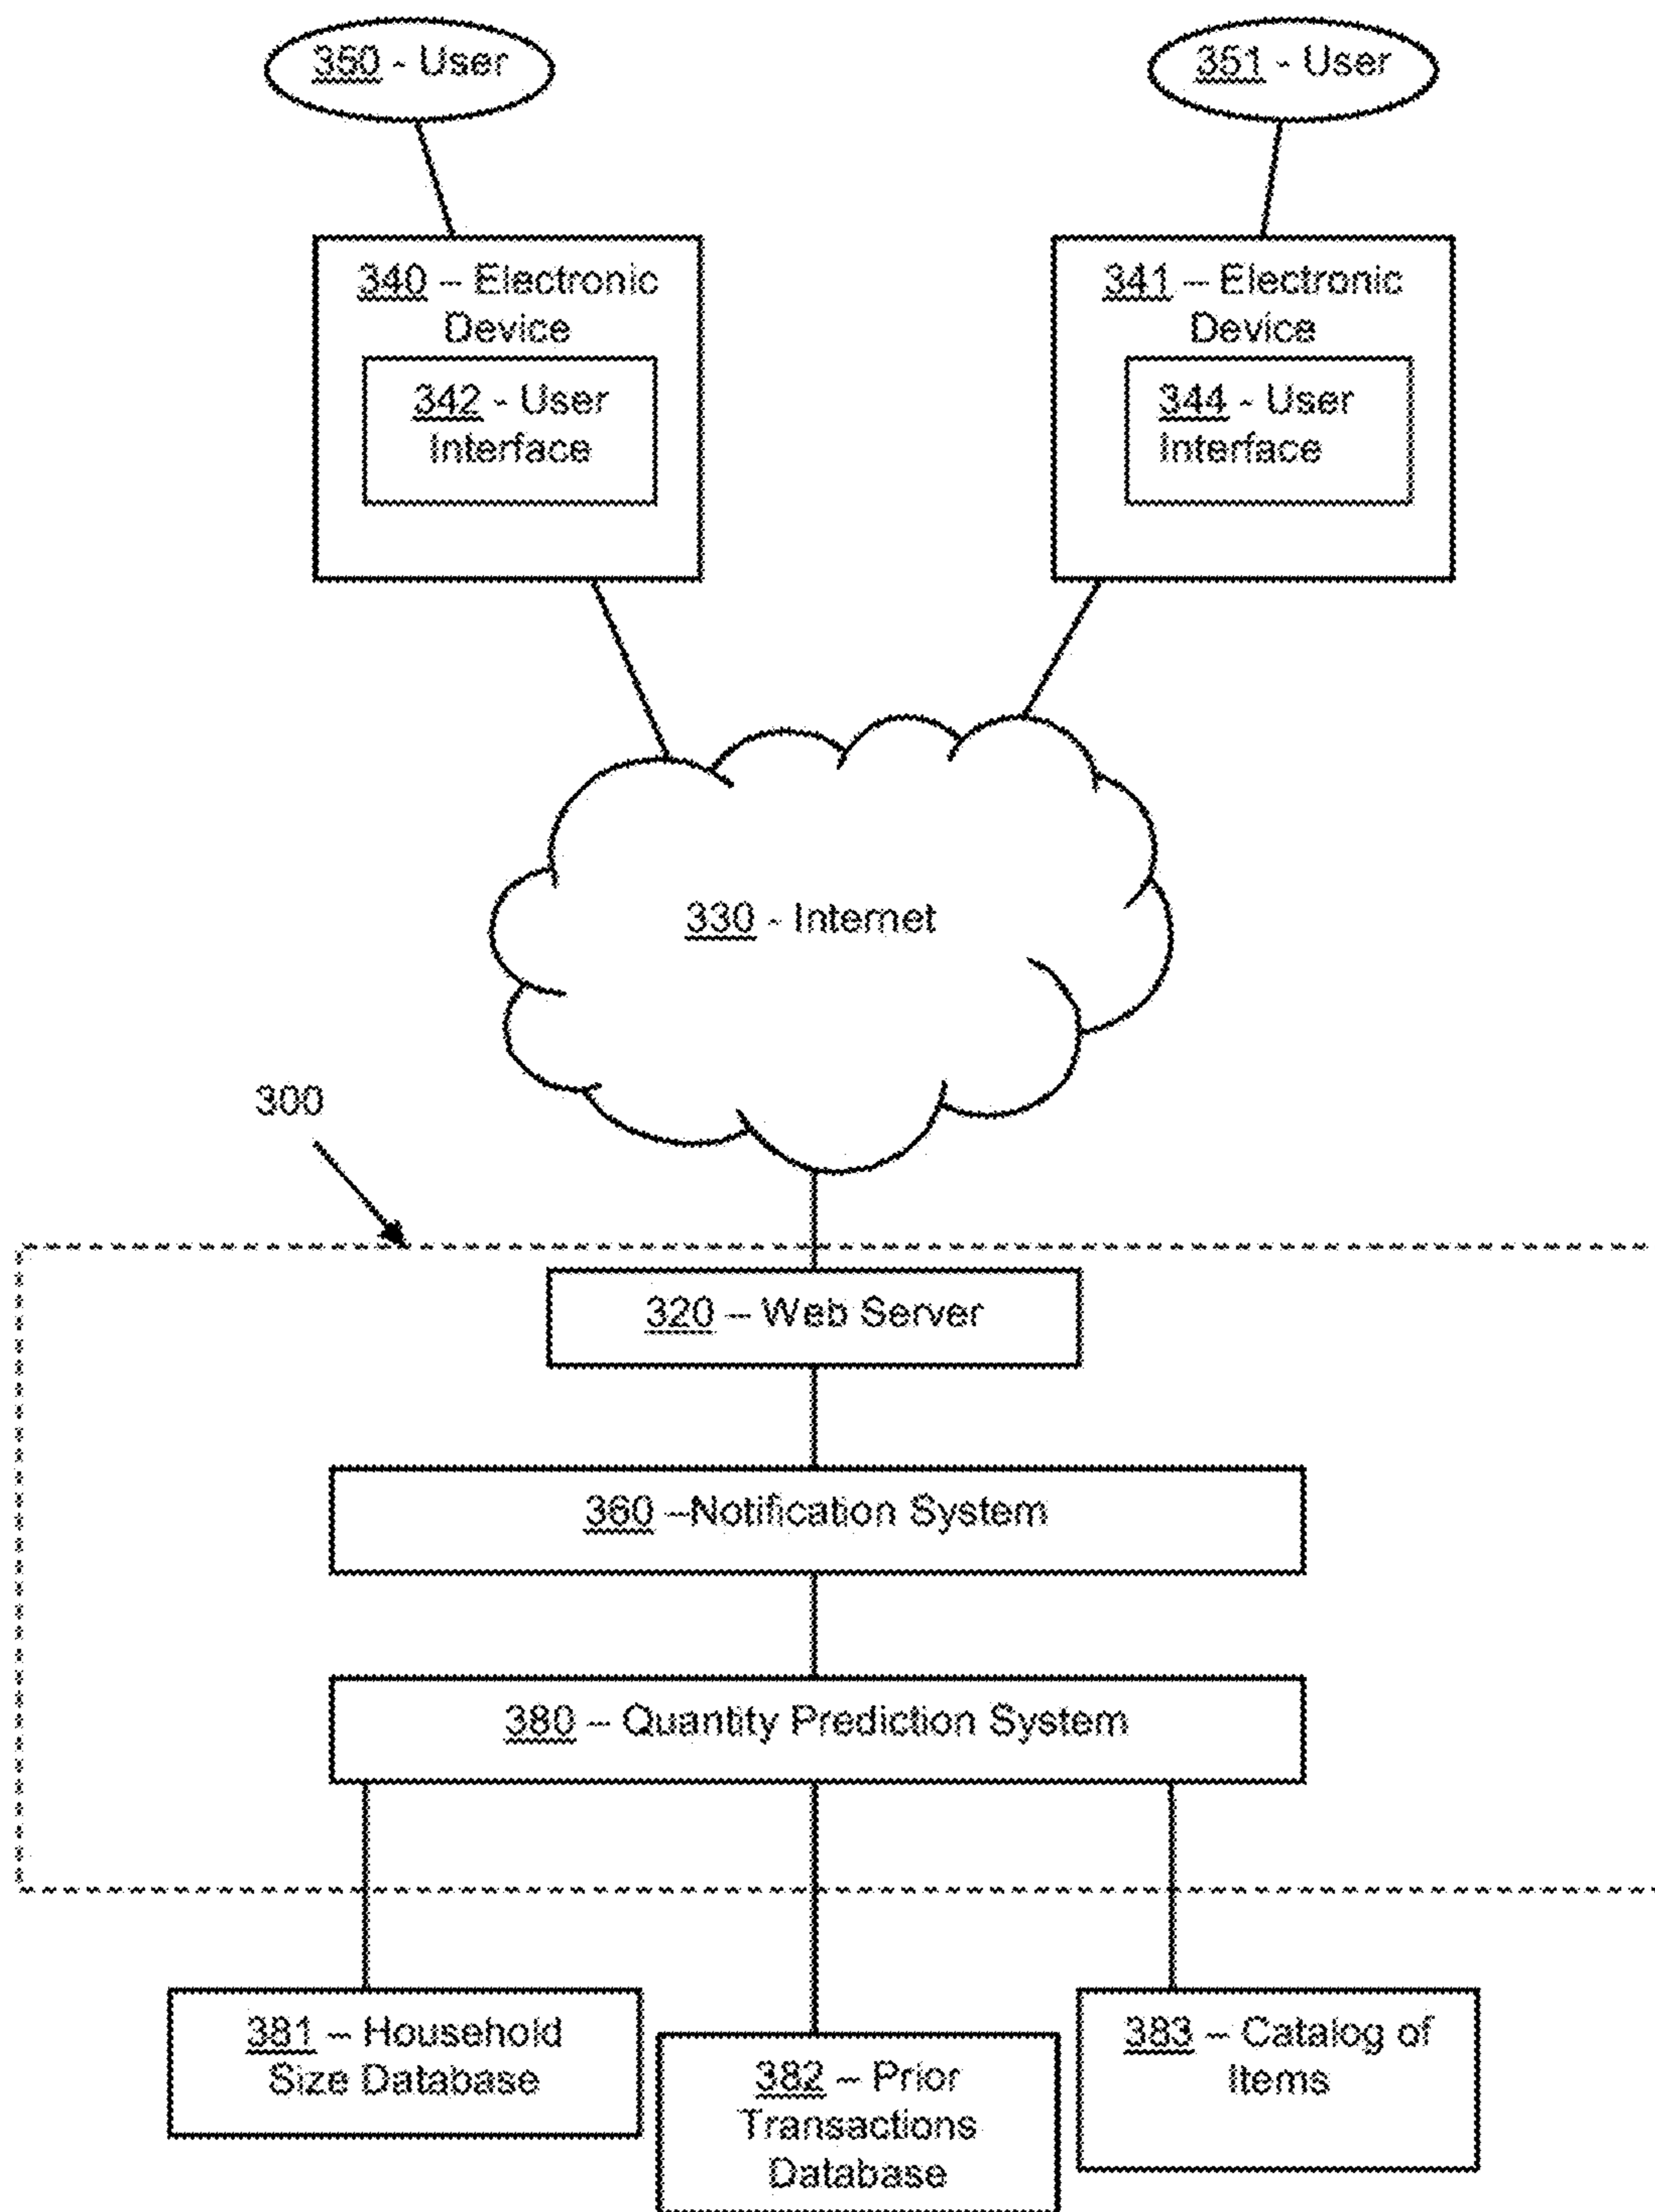 350 - User
351 - User
340 – Electronic
Device
342 - User
Interface
341 – Electronic
Device
344 - User
Interface
330 - Internet
300
320 – Web Server
360 –Notification System
380 – Quantity Prediction System
381 – Household
Size Database
382 – Prior
Transactions
Database
383 – Catalog of
Items